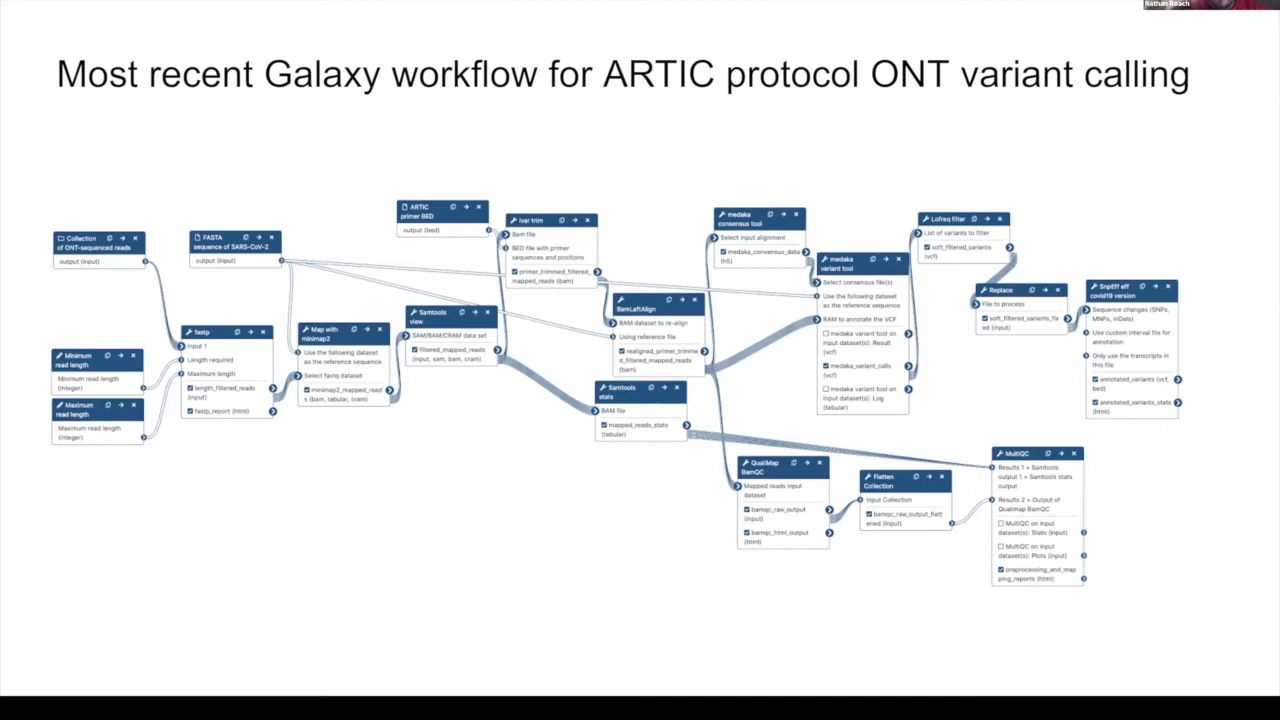 Nathan Roach
Most recent Galaxy workflow for ARTIC protocol ONT variant calling
Collection
of ONT-sequenced reads
output (input)
FASTA
sequence of SARS-CoV-2
output (input)
Minimum
read length
Minimum read length
(integer)
Maximum
read length
Maximum read length
(integer)
fastp
Input 1
Length required
Maximum length
length_filtered_reads
(input)
fastp_report (html)
Map with
minimap2
Use the following dataset
as the reference sequence
Select fastq dataset
minimap2_mapped_read
s (bam, tabular, cram)
ARTIC
primer BED
output (bed)
Samtools
view
SAM/BAM/CRAM data set
filtered_mapped_reads
(input, sam, bam, cram)
ivar trim
Bam file
BED file with primer
sequences and positions
primer_trimmed_filtered_
mapped_reads (bam)
BamLeftAlign
BAM dataset to re-align
Using reference file
realigned_primer_trimme
d_filtered_mapped_reads
(bam)
Samtools
stats
BAM file
mapped_reads_stats
(tabular)
medaka
consensus tool
Select input alignment
medaka_consensus_data
(h5)
medaka
variant tool
Select consensus file(s)
Use the following dataset
as the reference sequence
BAM to annotate the VCF
medaka variant tool on
input dataset(s): Result
(vcf)
medaka_variant_calls
(vcf)
medaka variant tool on
input dataset(s): Log
(tabular)
Lofreq filter
List of variants to filter
soft_filtered_variants
(vcf)
Replace
File to process
soft_filtered_variants_fix
ed (input)
SnpEff eff
covid19 version
Sequence changes (SNPs,
MNPs, InDels)
Use custom interval file for
annotation
Only use the transcripts in
this file
annotated_variants (vcf,
bed)
annotated_variants_stats
(html)
QualiMap
BamQC
Mapped reads input
dataset
bamqc_raw_output
(input)
bamqc_html_output
(html)
Flatten
Collection
Input Collection
bamqc_raw_output_flatt
ened (input)
MultiQC
Results 1 > Samtools
output 1 > Samtools stats
output
Results 2 > Output of
Qualimap BamQC
MultiQC on input
dataset(s): Stats (input)
MultiQC on input
dataset(s): Plots (input)
preprocessing_and_map
ping_reports (html)